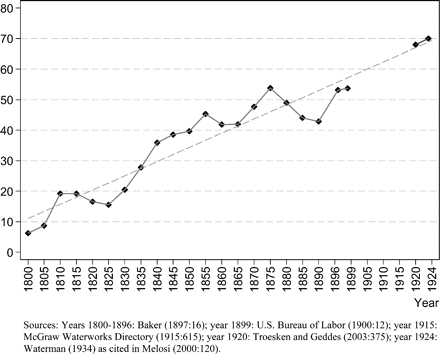 80
70
60
50
40
30
20
10
0
1800 1805 1810 1815 1820 1825 1830 1835 1840 1845 1850 1855 1860 1865 1870 1875 1880 1885 1890 1896 1899 1905 1910 1915 1920 1924
Year
Sources: Years 1800-1896: Baker (1897:16); year 1899: U.S. Bureau of Labor (1900:12); year 1915:
McGraw Waterworks Directory (1915:615); year 1920: Troesken and Geddes (2003:375); year 1924:
Waterman (1934) as cited in Melosi (2000:120).